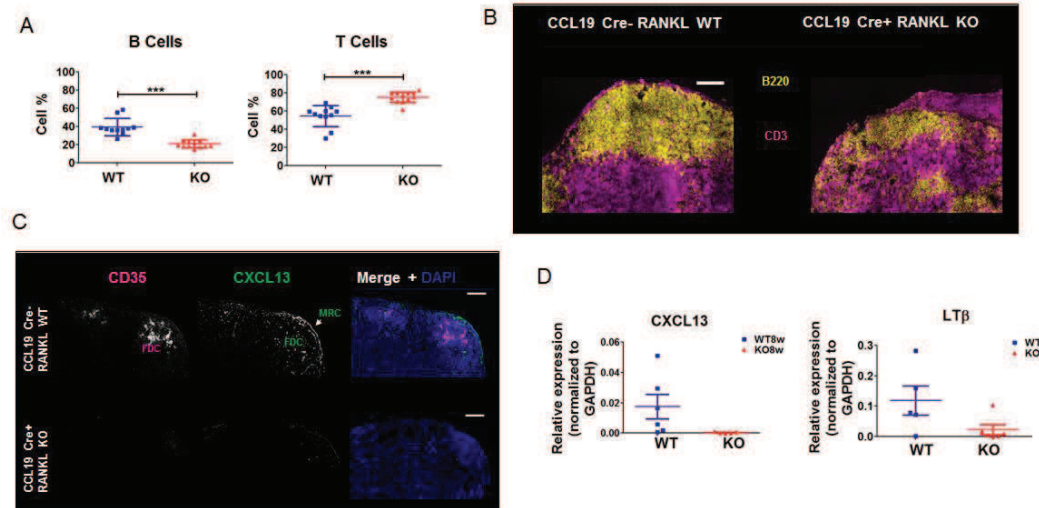 A
B Cells
Cell %
100
80
60
40
20
0
***
WT
KO
T Cells
Cell %
100
80
60
40
20
0
***
WT
KO
B
CCL19 Cre- RANKL WT
CCL19 Cre+ RANKL KO
B220
CD3
C
CD35
CXCL13
Merge + DAPI
CCL19 Cre-
RANKL WT
FDC
FDC
MRC
CCL19 Cre+
RANKL KO
D
CXCL13
Relative expression
(normalized to
GAPDH)
0.06
0.04
0.02
0.00
WT
KO
WT8w
KO8w
LTβ
Relative expression
(normalized to
GAPDH)
0.3
0.2
0.1
0.0
WT
KO
WT
KO